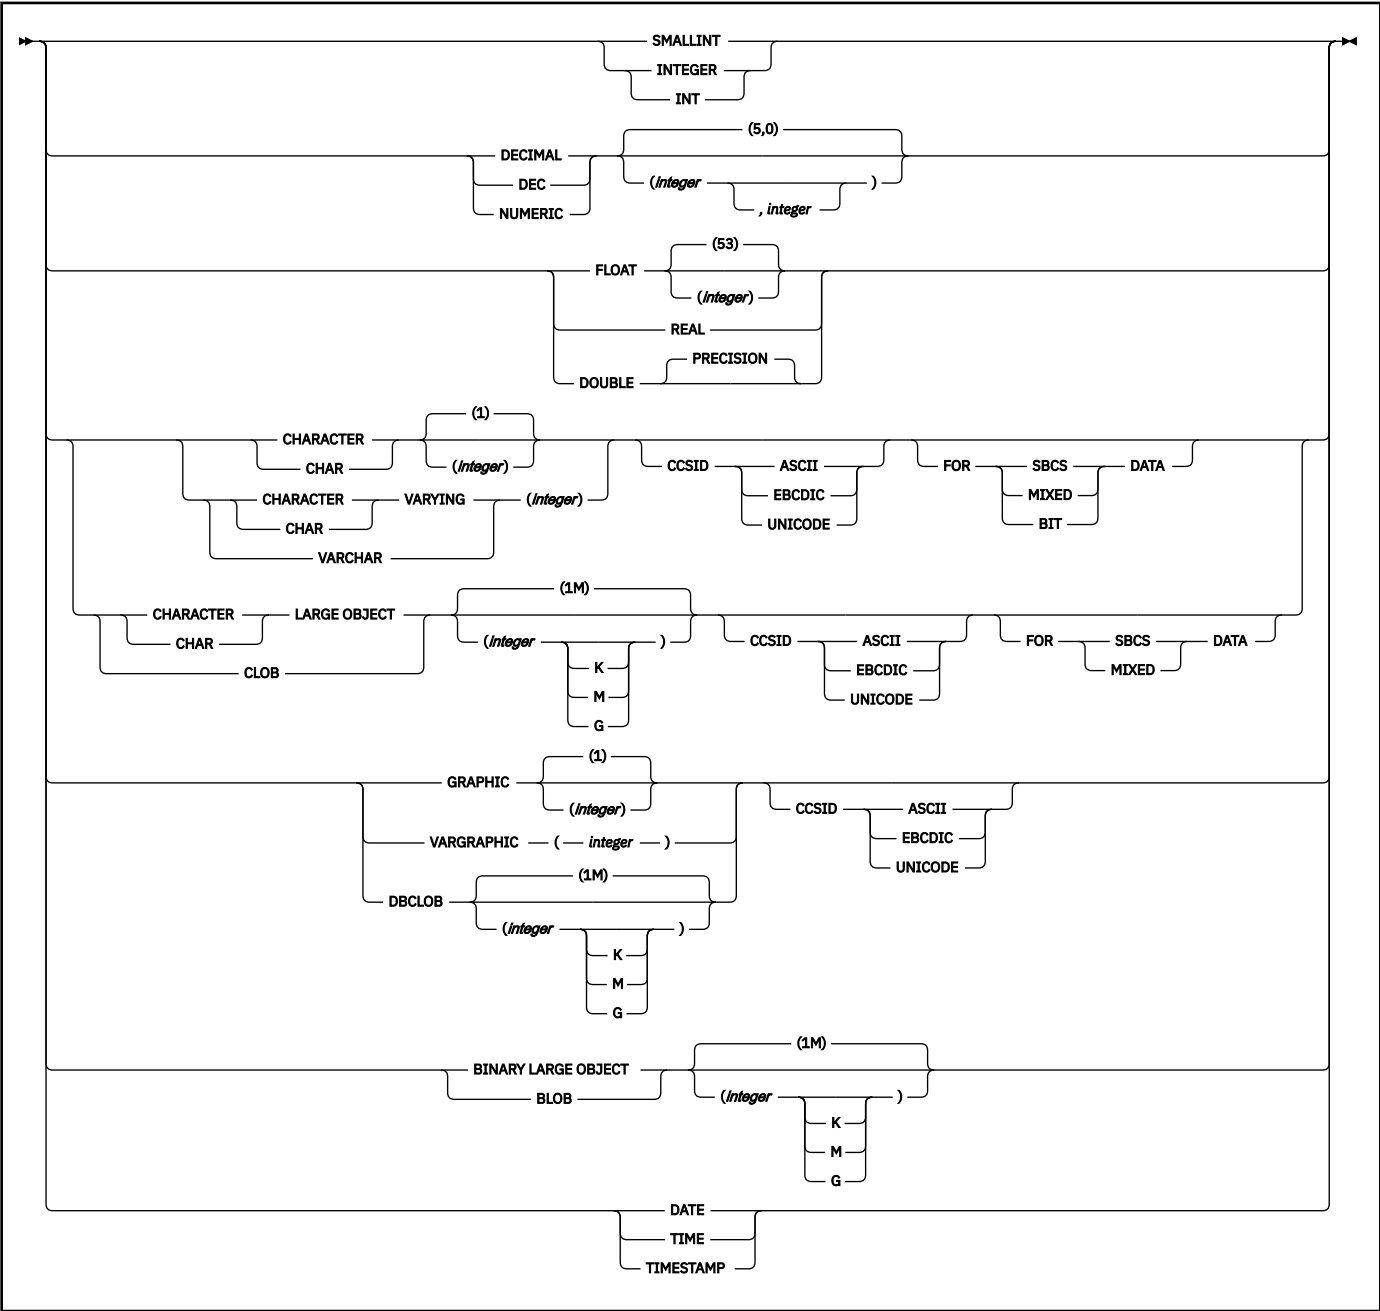 SMALLINT
INTEGER
INT
(5,0)
DECIMAL
DEC (integer )
NUMERIC , integer
(53)
FLOAT
(integer)
REAL
PRECISION
DOUBLE
(1)
CHARACTER
CHAR (integer) CCSID ASCII FOR SBCS DATA
CHARACTER VARYING (integer) EBCDIC MIXED
CHAR UNICODE BIT
VARCHAR
(1M)
CHARACTER LARGE OBJECT
CHAR (integer ) CCSID ASCII FOR SBCS DATA
CLOB K EBCDIC MIXED
M UNICODE
G
(1)
GRAPHIC
(integer) CCSID ASCII
VARGRAPHIC ( integer ) EBCDIC
UNICODE
(1M)
DBCLOB
(integer )
K
M
G
(1M)
BINARY LARGE OBJECT
BLOB (integer )
K
M
G
DATE
TIME
TIMESTAMP